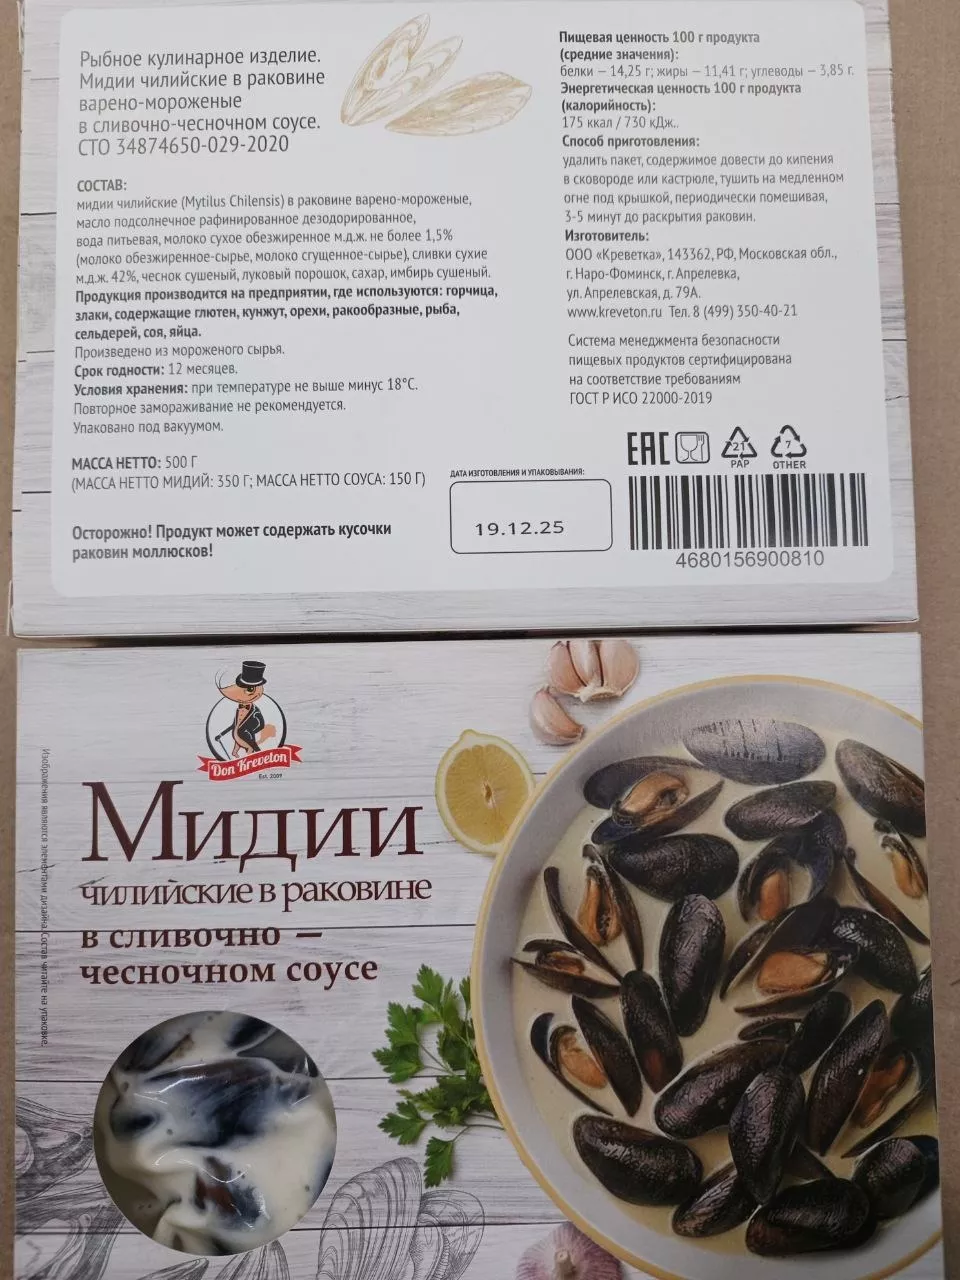 Рыбное кулинарное изделие.
Мидии чилийские в раковине
варено-мороженые
в сливочно-чесночном соусе.
СТО 34874650-029-2020
СОСТАВ:
мидии чилийские (Mytilus Chilensis) в раковине варено-мороженые,
масло подсолнечное рафинированное дезодорированное,
вода питьевая, молоко сухое обезжиренное м.д.ж. не более 1,5%
(молоко обезжиренное-сырье, молоко сгущенное-сырье), сливки сухие
м.д.ж. 42%, чеснок сушеный, луковый порошок, сахар, имбирь сушеный.
Продукция производится на предприятии, где используются: горчица,
злаки, содержащие глютен, кунжут, орехи, ракообразные, рыба,
сельдерей, соя, яйца.
Произведено из мороженого сырья.
Срок годности: 12 месяцев.
Условия хранения: при температуре не выше минус 18°С.
Повторное замораживание не рекомендуется.
Упаковано под вакуумом.
МАССА НЕТТО: 500 Г
(МАССА НЕТТО МИДИЙ: 350 Г; МАССА НЕТТО СОУСА: 150 Г)
Осторожно! Продукт может содержать кусочки
раковин моллюсков!
Пищевая ценность 100 г продукта
(средние значения):
белки – 14,25 г; жиры – 11,41 г; углеводы – 3,85 г.
Энергетическая ценность 100 г продукта
(калорийность):
175 ккал / 730 кДж..
Способ приготовления:
удалить пакет, содержимое довести до кипения
в сковороде или кастрюле, тушить на медленном
огне под крышкой, периодически помешивая,
3-5 минут до раскрытия раковин.
Изготовитель:
ООО «Креветка», 143362, РФ, Московская обл.,
г. Наро-Фоминск, г. Апрелевка,
ул. Апрелевская, д. 79А.
www.kreveton.ru Тел. 8 (499) 350-40-21
Система менеджмента безопасности
пищевых продуктов сертифицирована
на соответствие требованиям
ГОСТ Р ИСО 22000-2019
EAC
21
PAP
7
OTHER
ДАТА ИЗГОТОВЛЕНИЯ И УПАКОВЫВАНИЯ:
19.12.25
4680156900810
Don Kreveton
Est. 2009
Мидии
чилийские в раковине
в сливочно –
чесночном соусе
Изображения являются элементами дизайна. Состав читайте на упаковке.